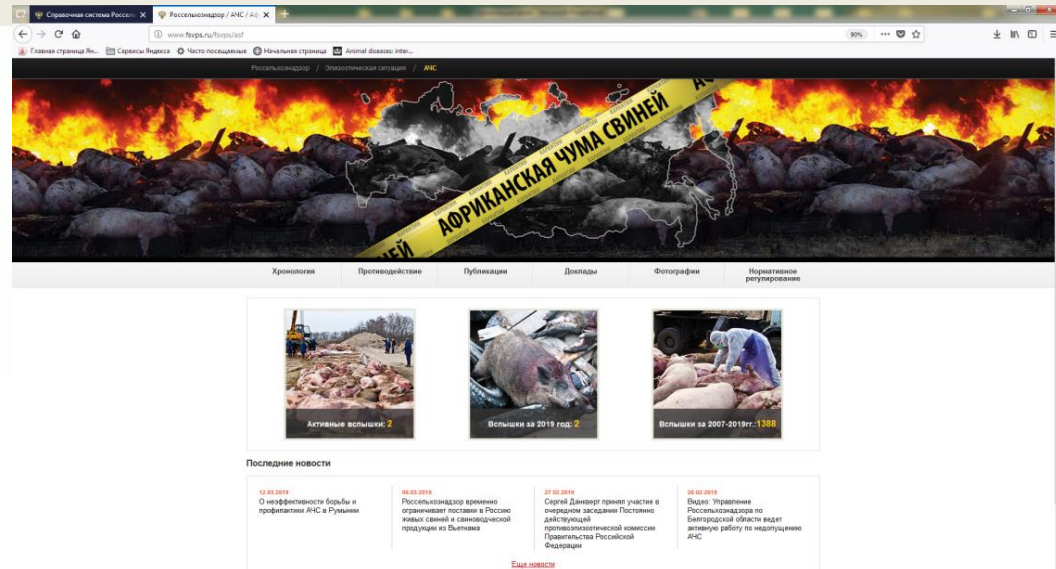 Справочная система Россель
Россельхознадзор / АЧС / Аф
www.fsvps.ru/fsvps/asf
90%
Главная страница Ян...
Сервисы Яндекса
Часто посещаемые
Начальная страница
Animal diseases: inter...
Россельхознадзор / Эпизоотическая ситуация / АЧС
АФРИКАНСКАЯ ЧУМА СВИНЕЙ
НЕЙ
КАРАНТИН
Хронология
Противодействие
Публикации
Доклады
Фотографии
Нормативное
регулирование
Активные вспышки: 2
Вспышки за 2019 год: 2
Вспышки за 2007-2019гг.:1388
Последние новости
12.03.2019
О неэффективности борьбы и
профилактики АЧС в Румынии
06.03.2019
Россельхознадзор временно
ограничивает поставки в Россию
живых свиней и свиноводческой
продукции из Вьетнама
27.02.2019
Сергей Данкверт принял участие в
очередном заседании Постоянно
действующей
противоэпизоотической комиссии
Правительства Российской
Федерации
26.02.2019
Видео: Управление
Россельхознадзора по
Белгородской области ведет
активную работу по недопущению
АЧС
Еще новости